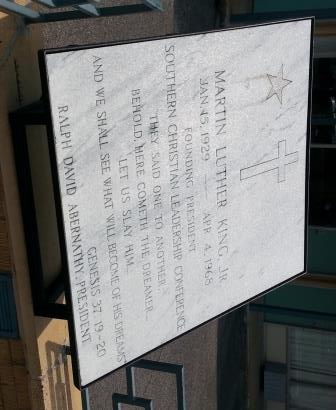 MARTIN LUTHER KING, JR.
JAN. 15, 1929 — APR. 4, 1968
FOUNDING PRESIDENT
SOUTHERN CHRISTIAN LEADERSHIP CONFERENCE
"THEY SAID ONE TO ANOTHER,
BEHOLD, HERE COMETH THE DREAMER...
LET US SLAY HIM...
AND WE SHALL SEE WHAT WILL BECOME OF HIS DREAMS"
GENESIS 37. 19-20
RALPH DAVID ABERNATHY, PRESIDENT